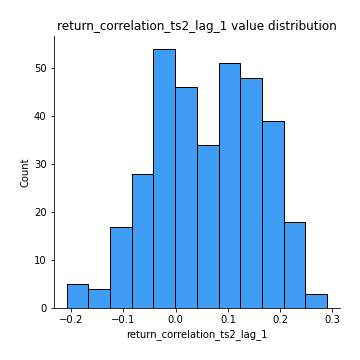 return_correlation_ts2_lag_1 value distribution
Count
50
40
30
20
10
0
−0.2 −0.1 0.0 0.1 0.2 0.3
return_correlation_ts2_lag_1